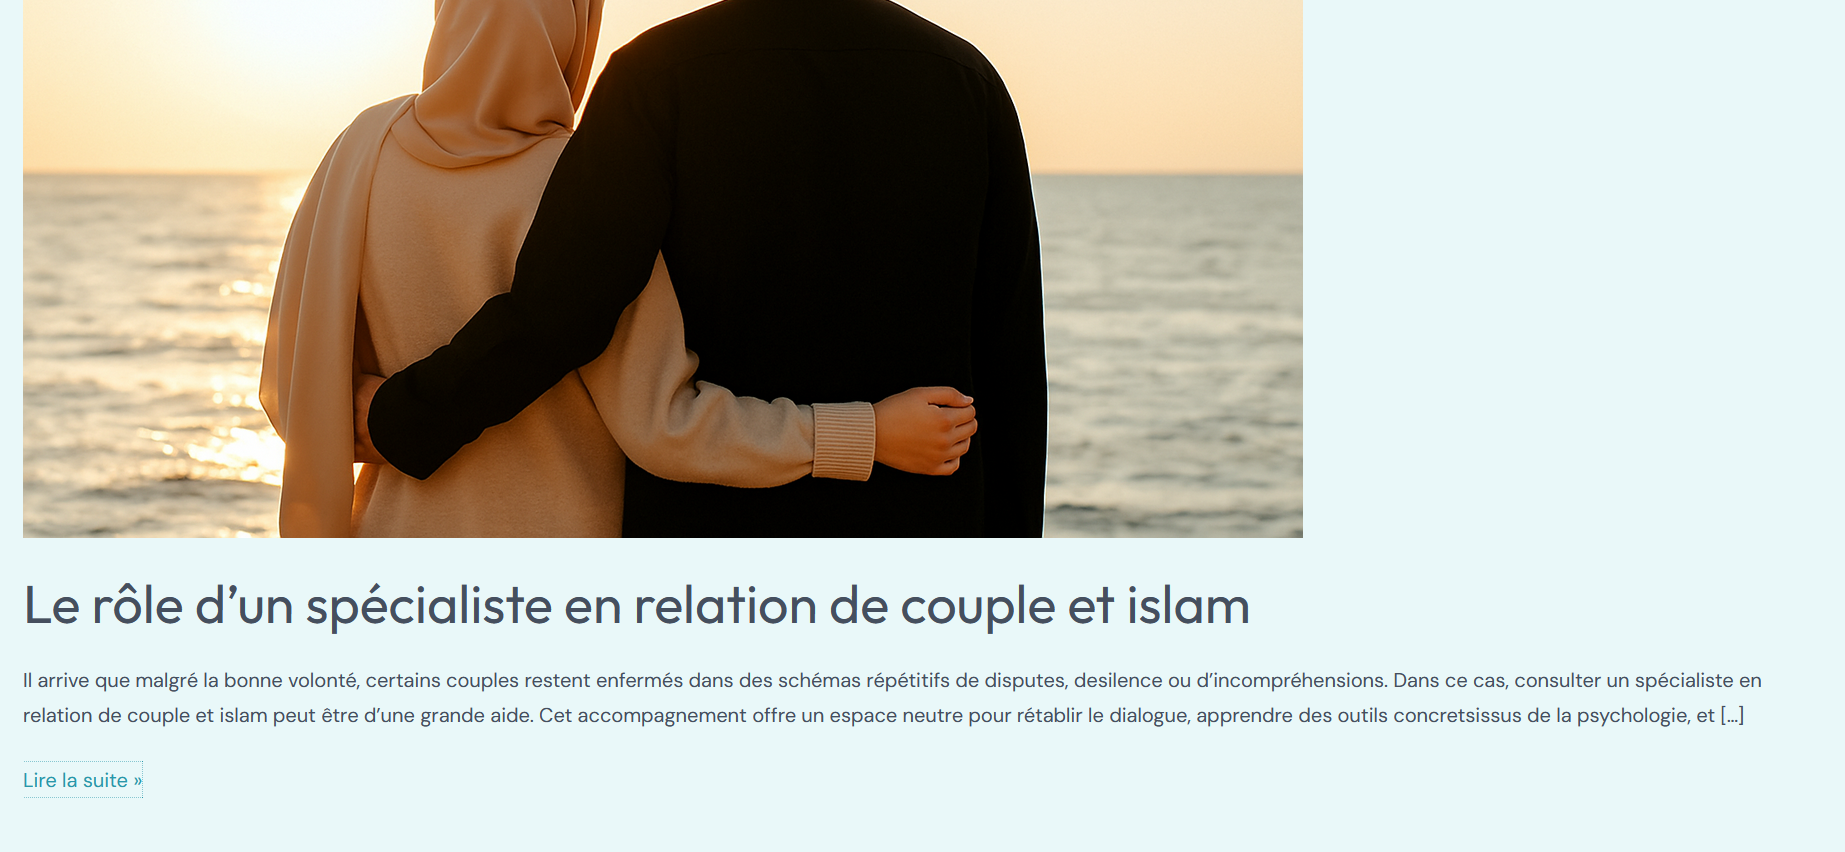 Le rôle d’un spécialiste en relation de couple et islam
Il arrive que malgré la bonne volonté, certains couples restent enfermés dans des schémas répétitifs de disputes, desilence ou d’incompréhensions. Dans ce cas, consulter un spécialiste en
relation de couple et islam peut être d’une grande aide. Cet accompagnement offre un espace neutre pour rétablir le dialogue, apprendre des outils concretsissus de la psychologie, et […]
Lire la suite »